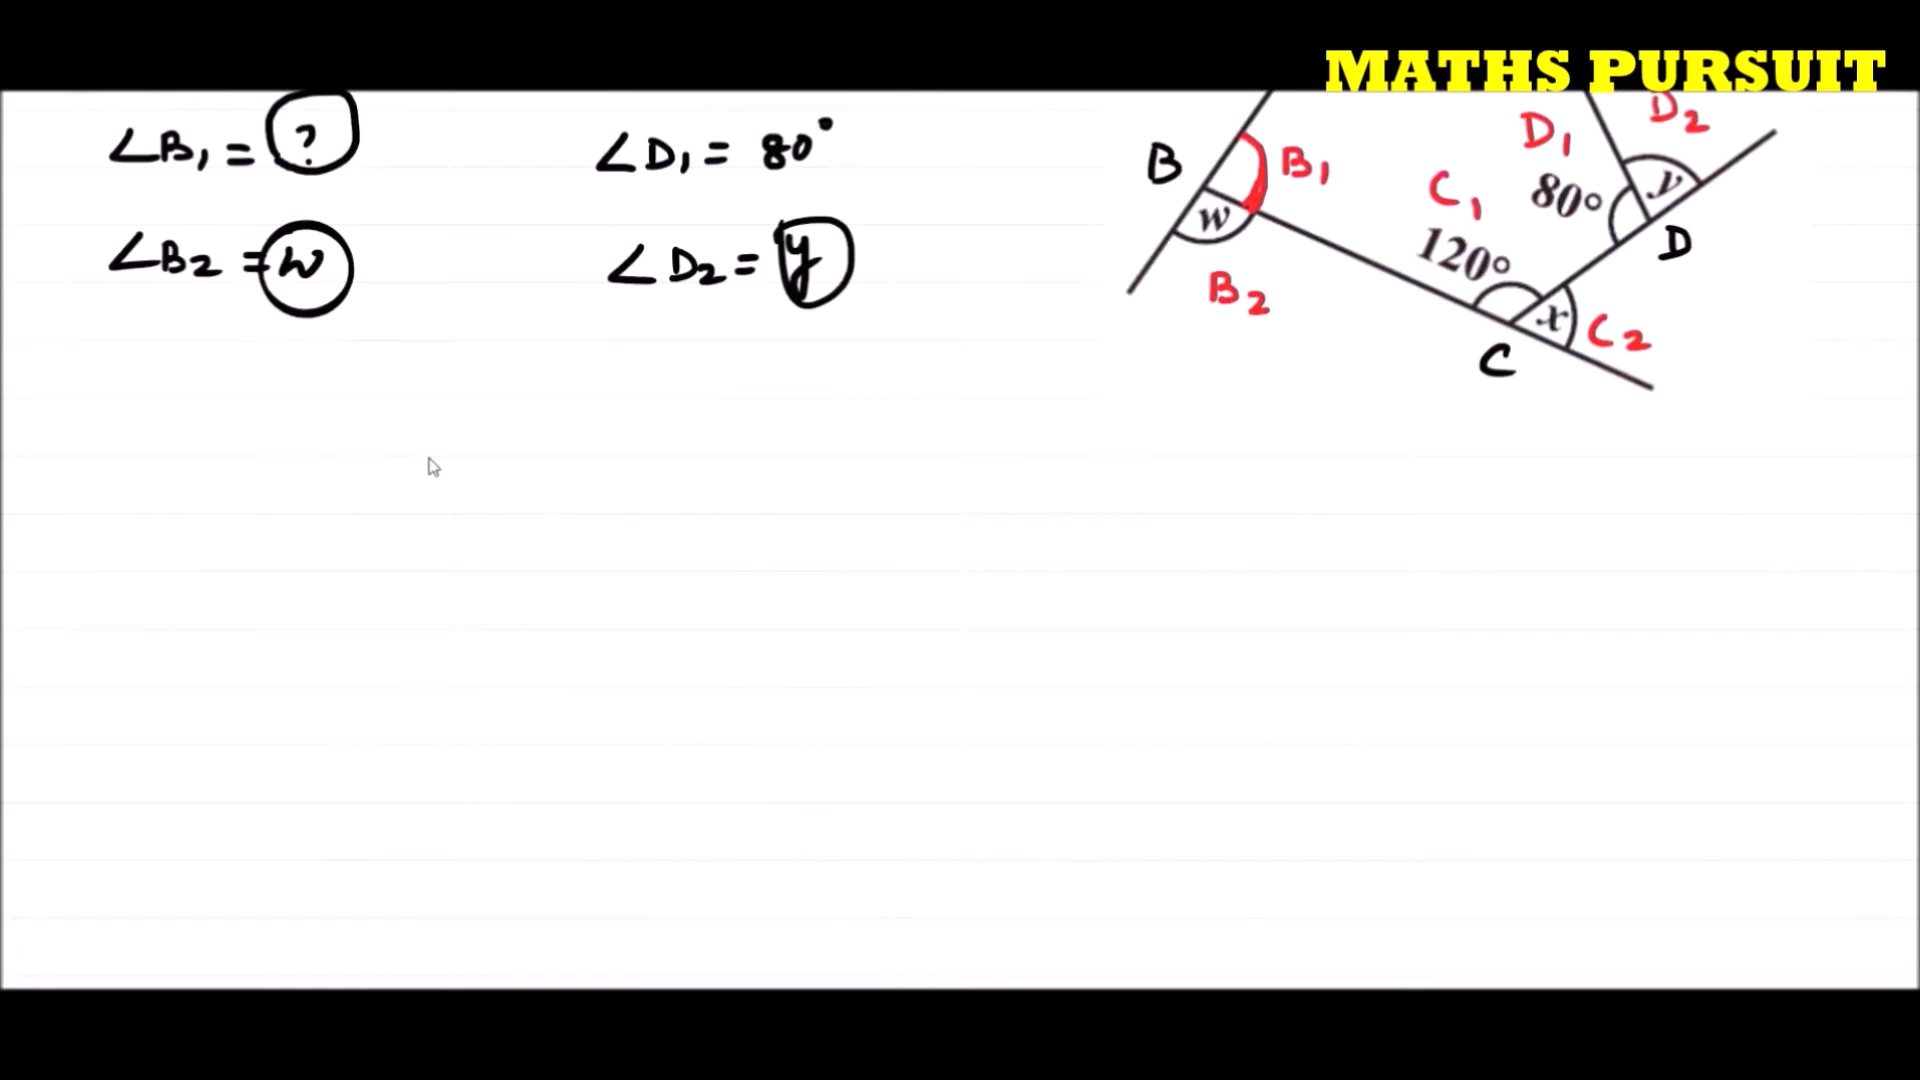 MATHS PURSUIT
∠B₁ = ?
∠D₁ = 80°
∠B₂ = w
∠D₂ = y
D₂
D₁
B
B₁
C₁
80°
y
w
D
120°
B₂
x
C₂
C